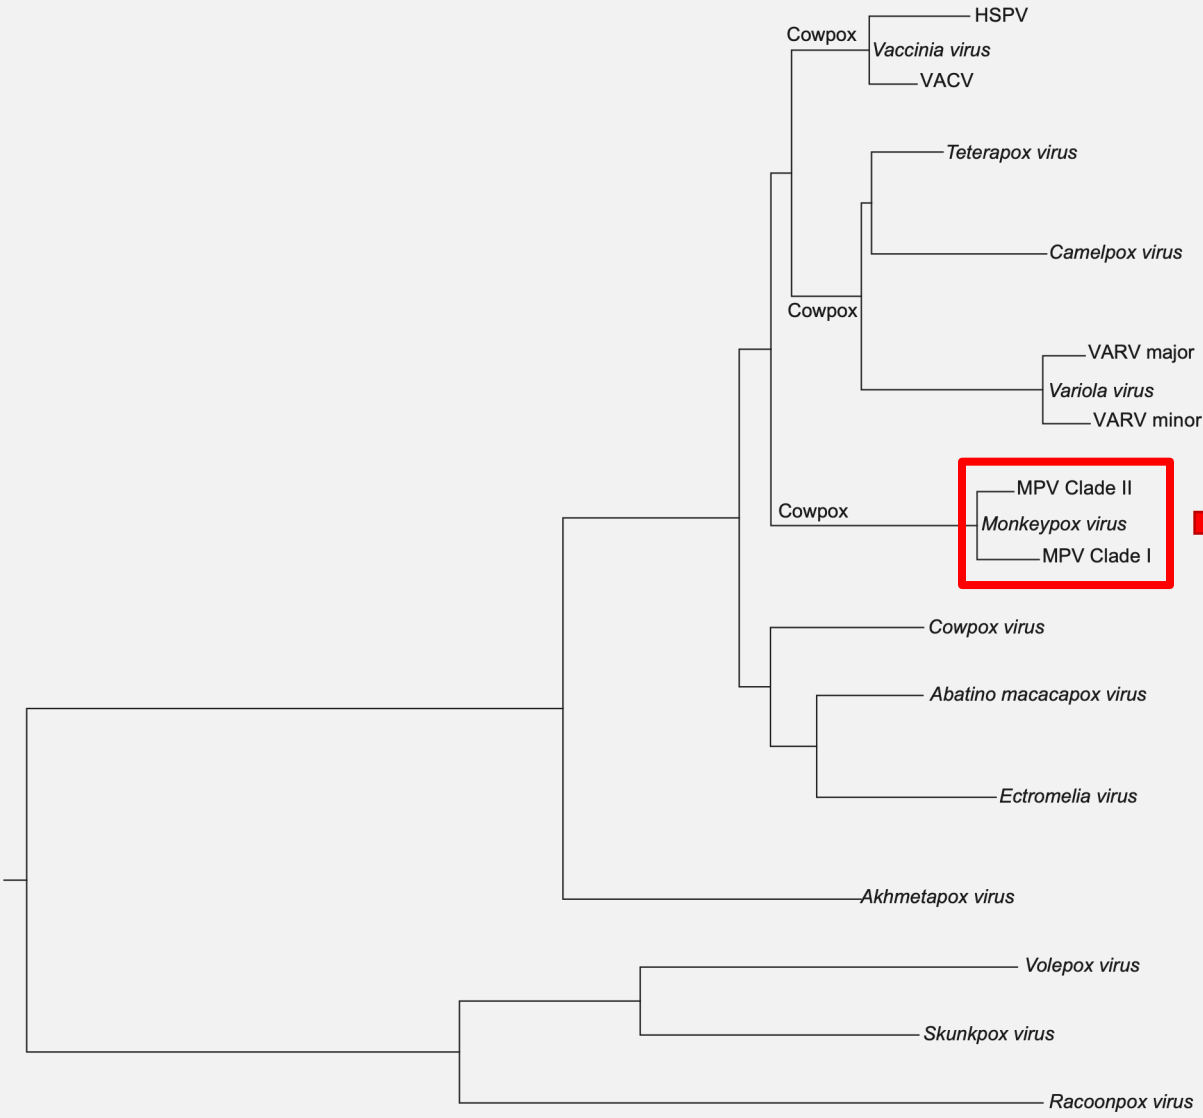 HSPV
Cowpox
Vaccinia virus
VACV
Teterapox virus
Camelpox virus
Cowpox
VARV major
Variola virus
VARV minor
MPV Clade II
Cowpox
Monkeypox virus
MPV Clade I
Cowpox virus
Abatino macacapox virus
Ectromelia virus
Akhmetapox virus
Volepox virus
Skunkpox virus
Racoonpox virus